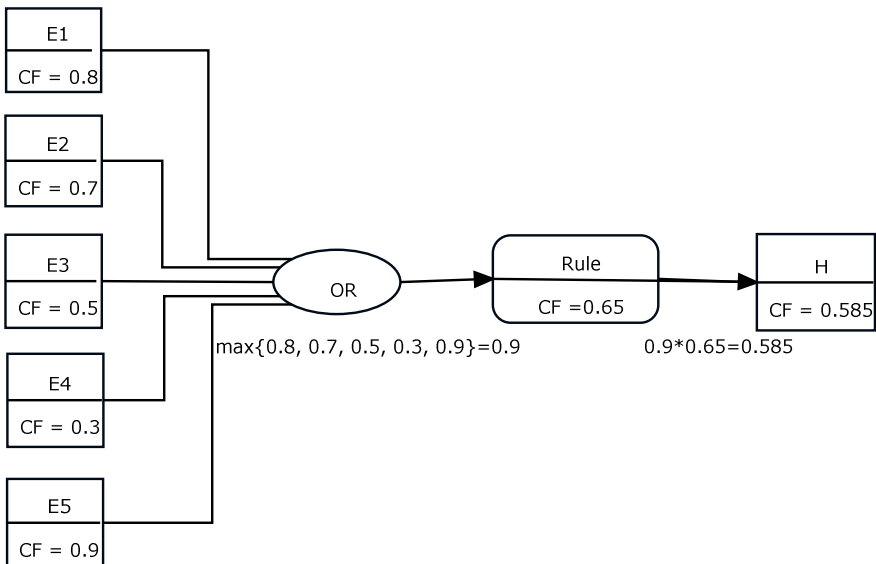 E1
CF = 0.8
E2
CF = 0.7
E3
CF = 0.5
E4
CF = 0.3
E5
CF = 0.9
OR
max{0.8, 0.7, 0.5, 0.3, 0.9}=0.9
Rule
CF =0.65
0.9*0.65=0.585
H
CF = 0.585